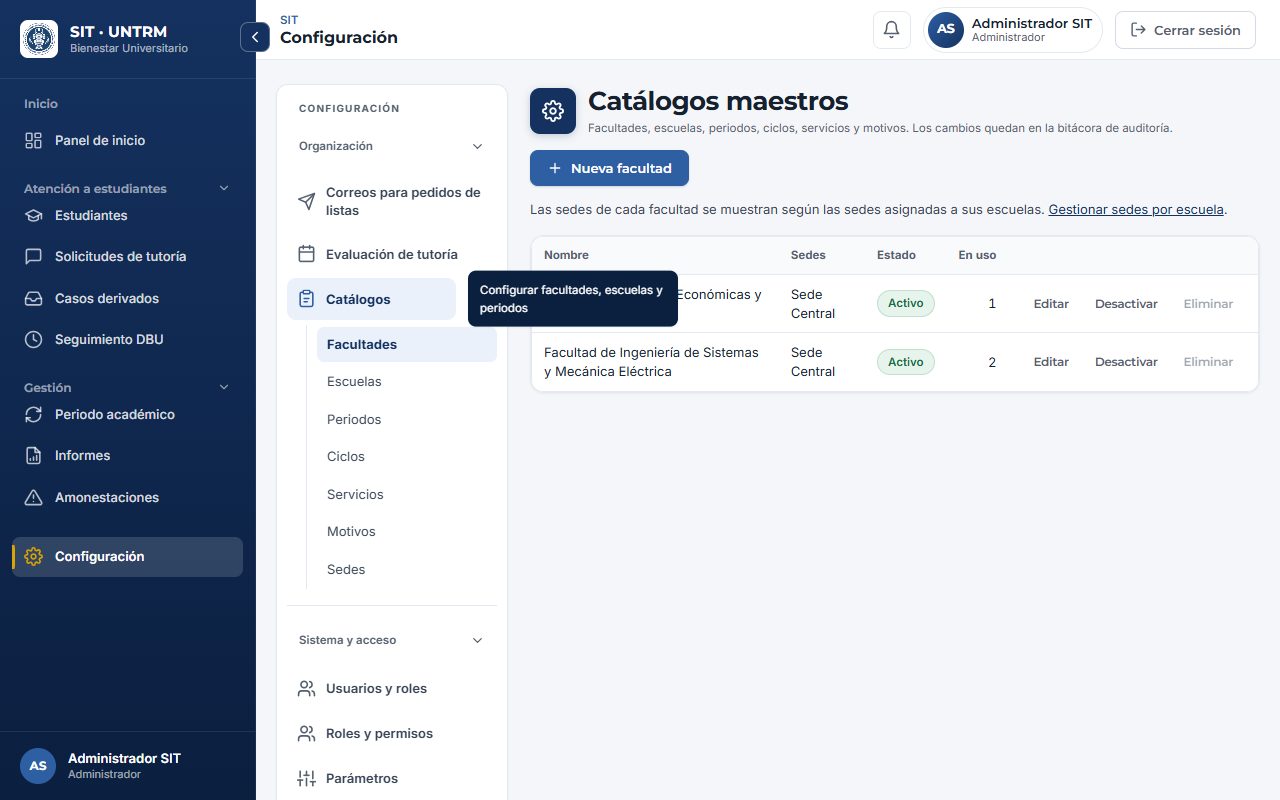 SIT · UNTRM
Bienestar Universitario
Inicio
Panel de inicio
Atención a estudiantes
Estudiantes
Solicitudes de tutoría
Casos derivados
Seguimiento DBU
Gestión
Periodo académico
Informes
Amonestaciones
Configuración
AS
Administrador SIT
Administrador
SIT
Configuración
AS
Administrador SIT
Administrador
Cerrar sesión
CONFIGURACIÓN
Organización
Correos para pedidos de
listas
Evaluación de tutoría
Catálogos
Facultades
Escuelas
Periodos
Ciclos
Servicios
Motivos
Sedes
Sistema y acceso
Usuarios y roles
Roles y permisos
Parámetros
Configurar facultades, escuelas y
periodos
Catálogos maestros
Facultades, escuelas, periodos, ciclos, servicios y motivos. Los cambios quedan en la bitácora de auditoría.
Nueva facultad
Las sedes de cada facultad se muestran según las sedes asignadas a sus escuelas. Gestionar sedes por escuela.
Nombre Sedes Estado En uso
Económicas y Sede
Central Activo 1 Editar Desactivar Eliminar
Facultad de Ingeniería de Sistemas
y Mecánica Eléctrica Sede
Central Activo 2 Editar Desactivar Eliminar